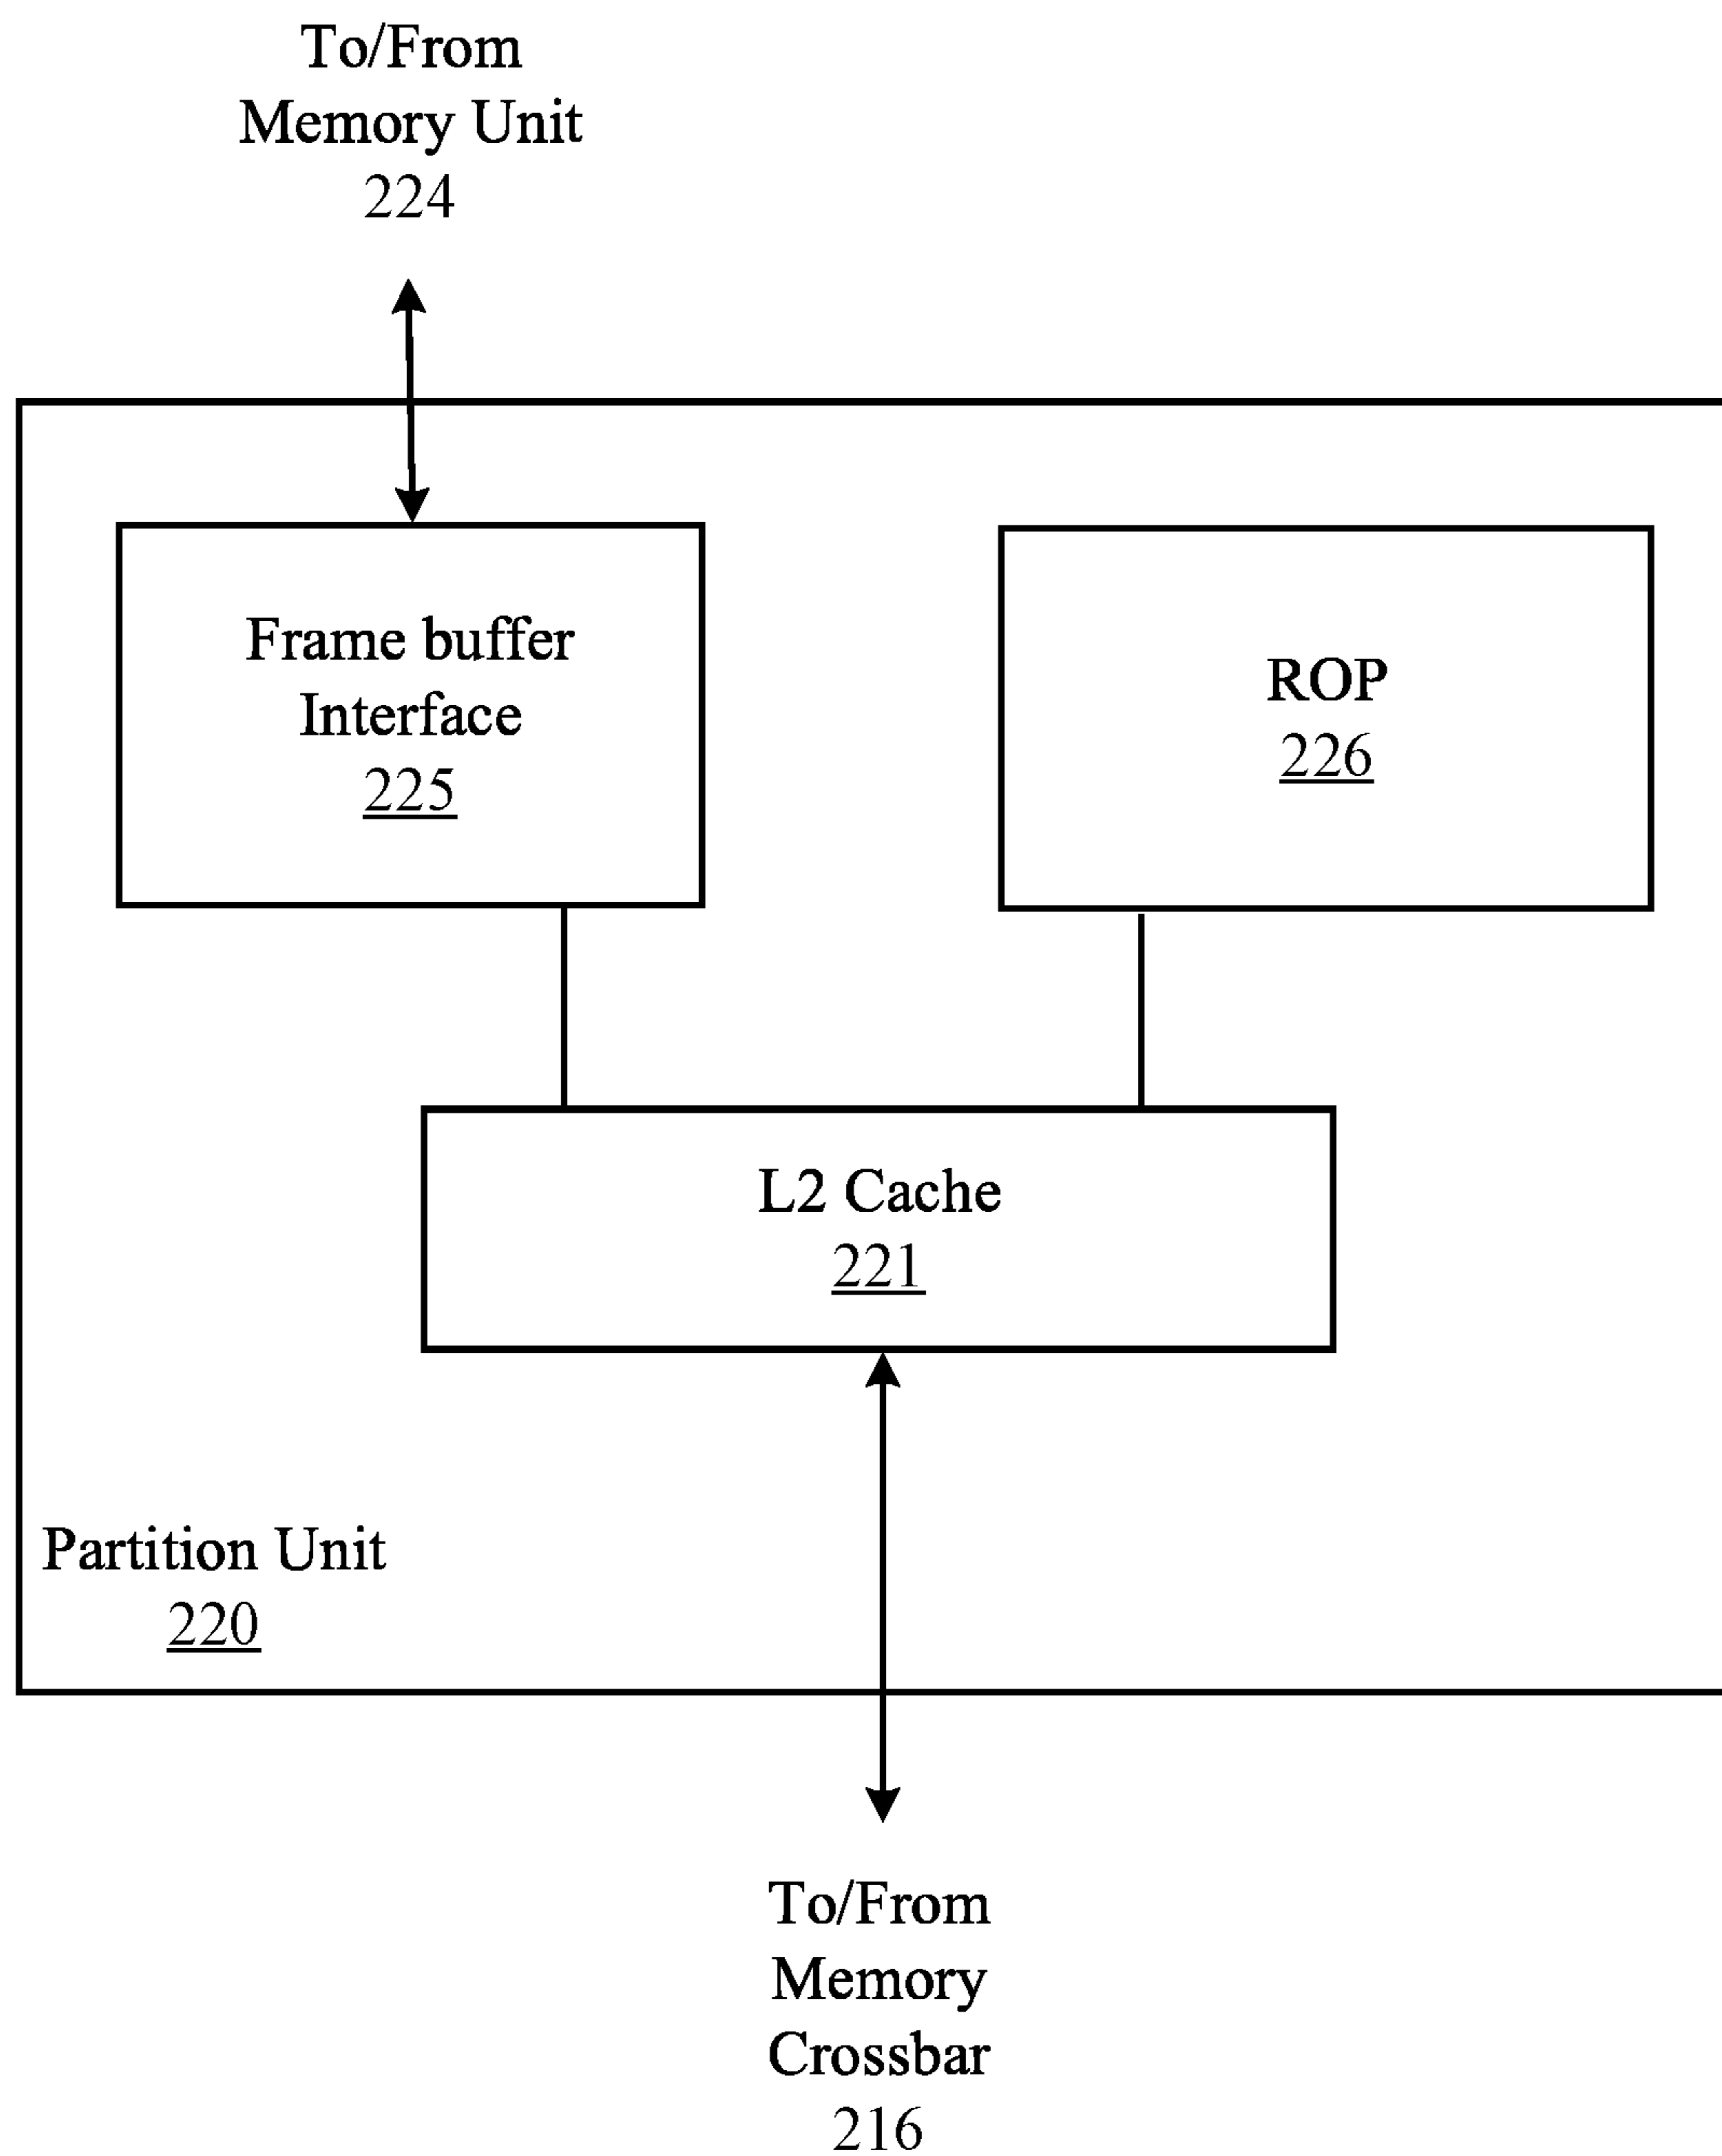 To/From
Memory Unit
224
Frame buffer
Interface
225
ROP
226
L2 Cache
221
Partition Unit
220
To/From
Memory
Crossbar
216